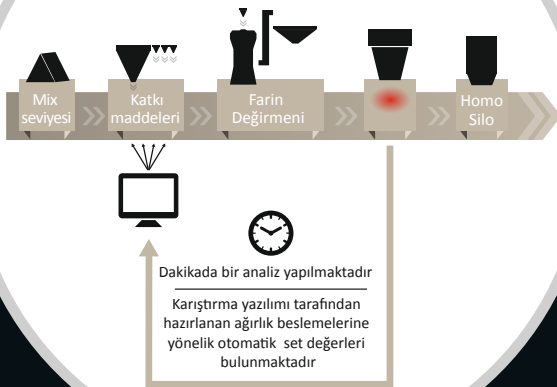 Mix
seviyesi
Katkı
maddeleri
Farin
Değirmeni
Homo
Silo
Dakikada bir analiz yapılmaktadır
Karıştırma yazılımı tarafından
hazırlanan ağırlık beslemelerine
yönelik otomatik set değerleri
bulunmaktadır